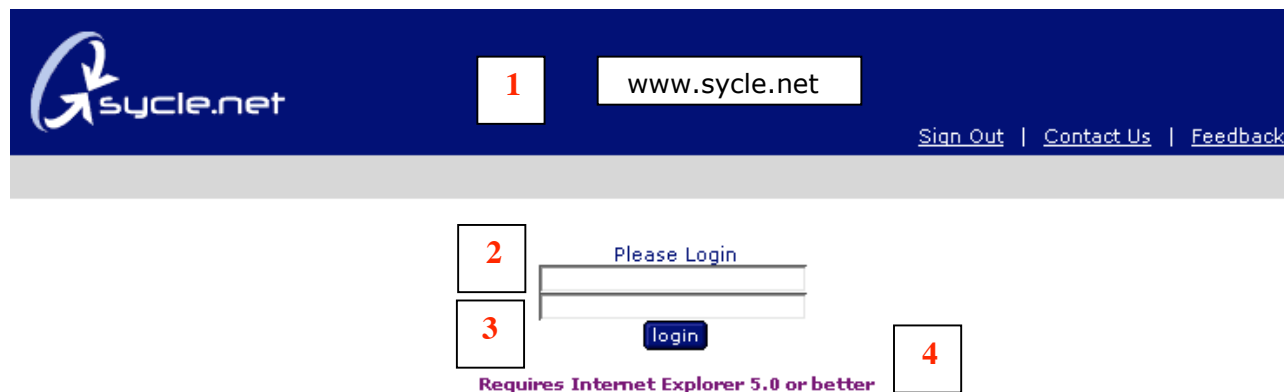 sycle.net
1 www.sycle.net
Sign Out | Contact Us | Feedback
2 Please Login
3
login
4
Requires Internet Explorer 5.0 or better